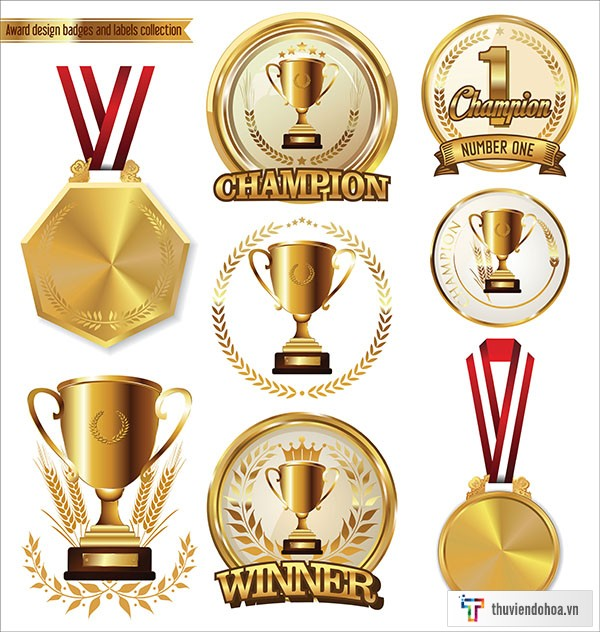 Award design badges and labels collection
CHAMPION
1
Champion
NUMBER ONE
CHAMPION
WINNER
thuviendohoa.vn